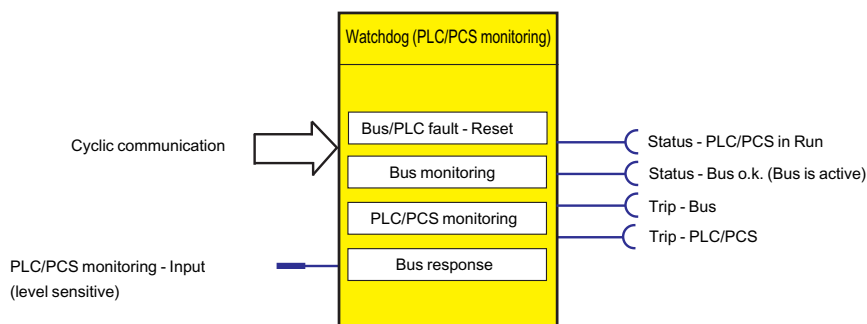 Watchdog (PLC/PCS monitoring)
Cyclic communication
Bus/PLC fault - Reset
Bus monitoring
PLC/PCS monitoring
Bus response
Status - PLC/PCS in Run
Status - Bus o.k. (Bus is active)
Trip - Bus
Trip - PLC/PCS
PLC/PCS monitoring - Input
(level sensitive)